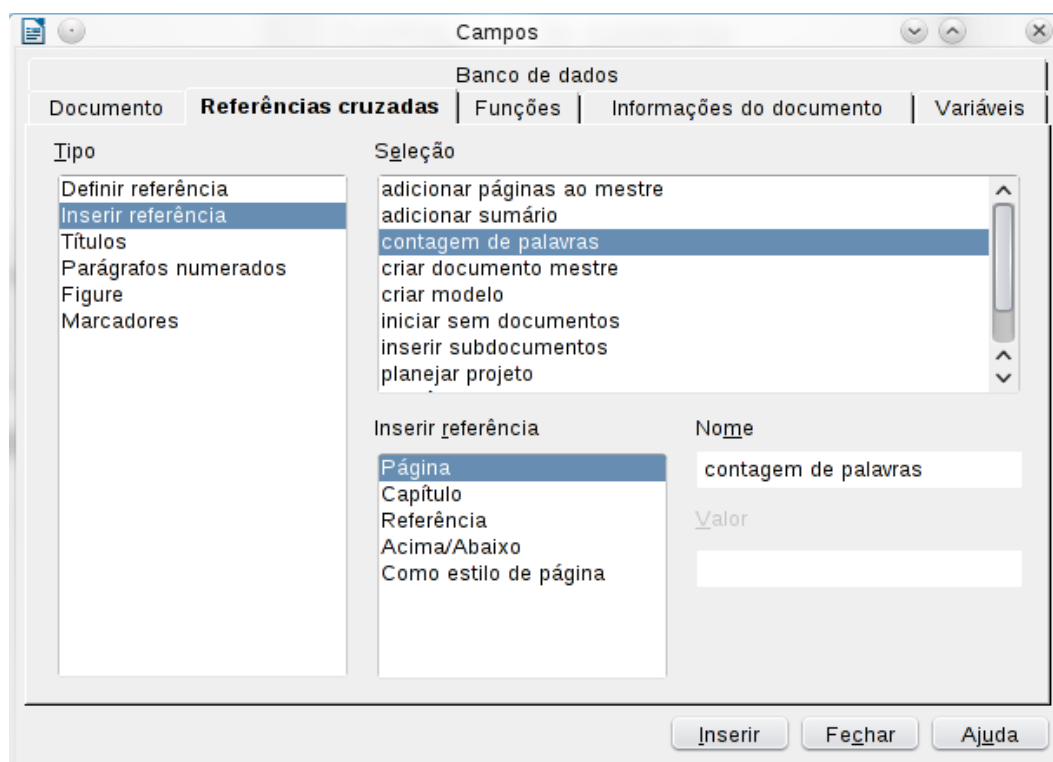 Campos
Banco de dados
Documento Referências cruzadas Funções Informações do documento Variáveis
Tipo
Definir referência
Inserir referência
Títulos
Parágrafos numerados
Figure
Marcadores
Seleção
adicionar páginas ao mestre
adicionar sumário
contagem de palavras
criar documento mestre
criar modelo
iniciar sem documentos
inserir subdocumentos
planejar projeto
Inserir referência
Página
Capítulo
Referência
Acima/Abaixo
Como estilo de página
Nome
contagem de palavras
Valor
Inserir Fechar Ajuda